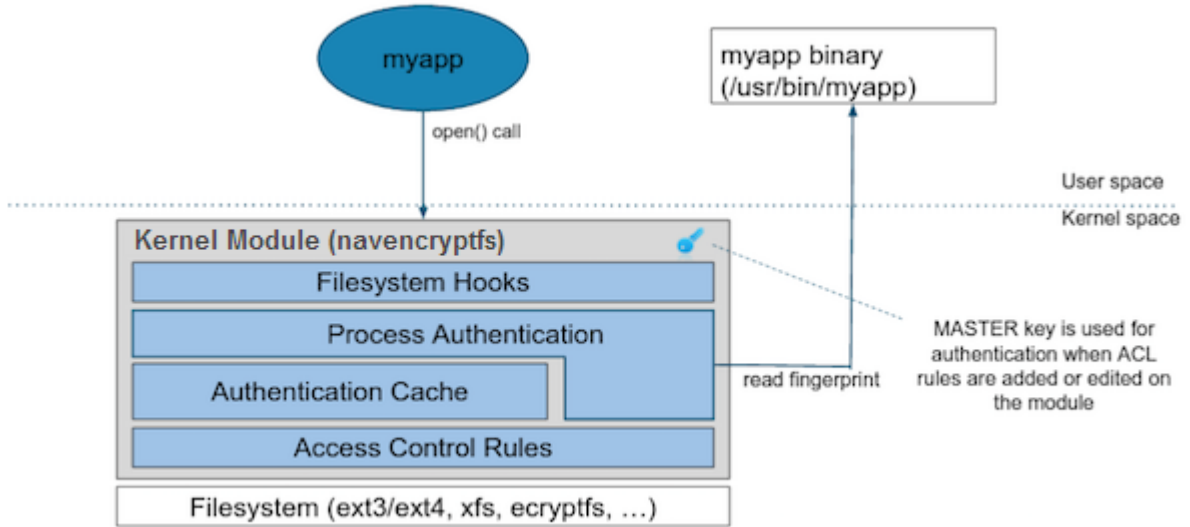 myapp
myapp binary
(/usr/bin/myapp)
open() call
User space
Kernel space
Kernel Module (navencryptfs)
Filesystem Hooks
Process Authentication
Authentication Cache
Access Control Rules
read fingerprint
MASTER key is used for
authentication when ACL
rules are added or edited on
the module
Filesystem (ext3/ext4, xfs, ecryptfs, …)